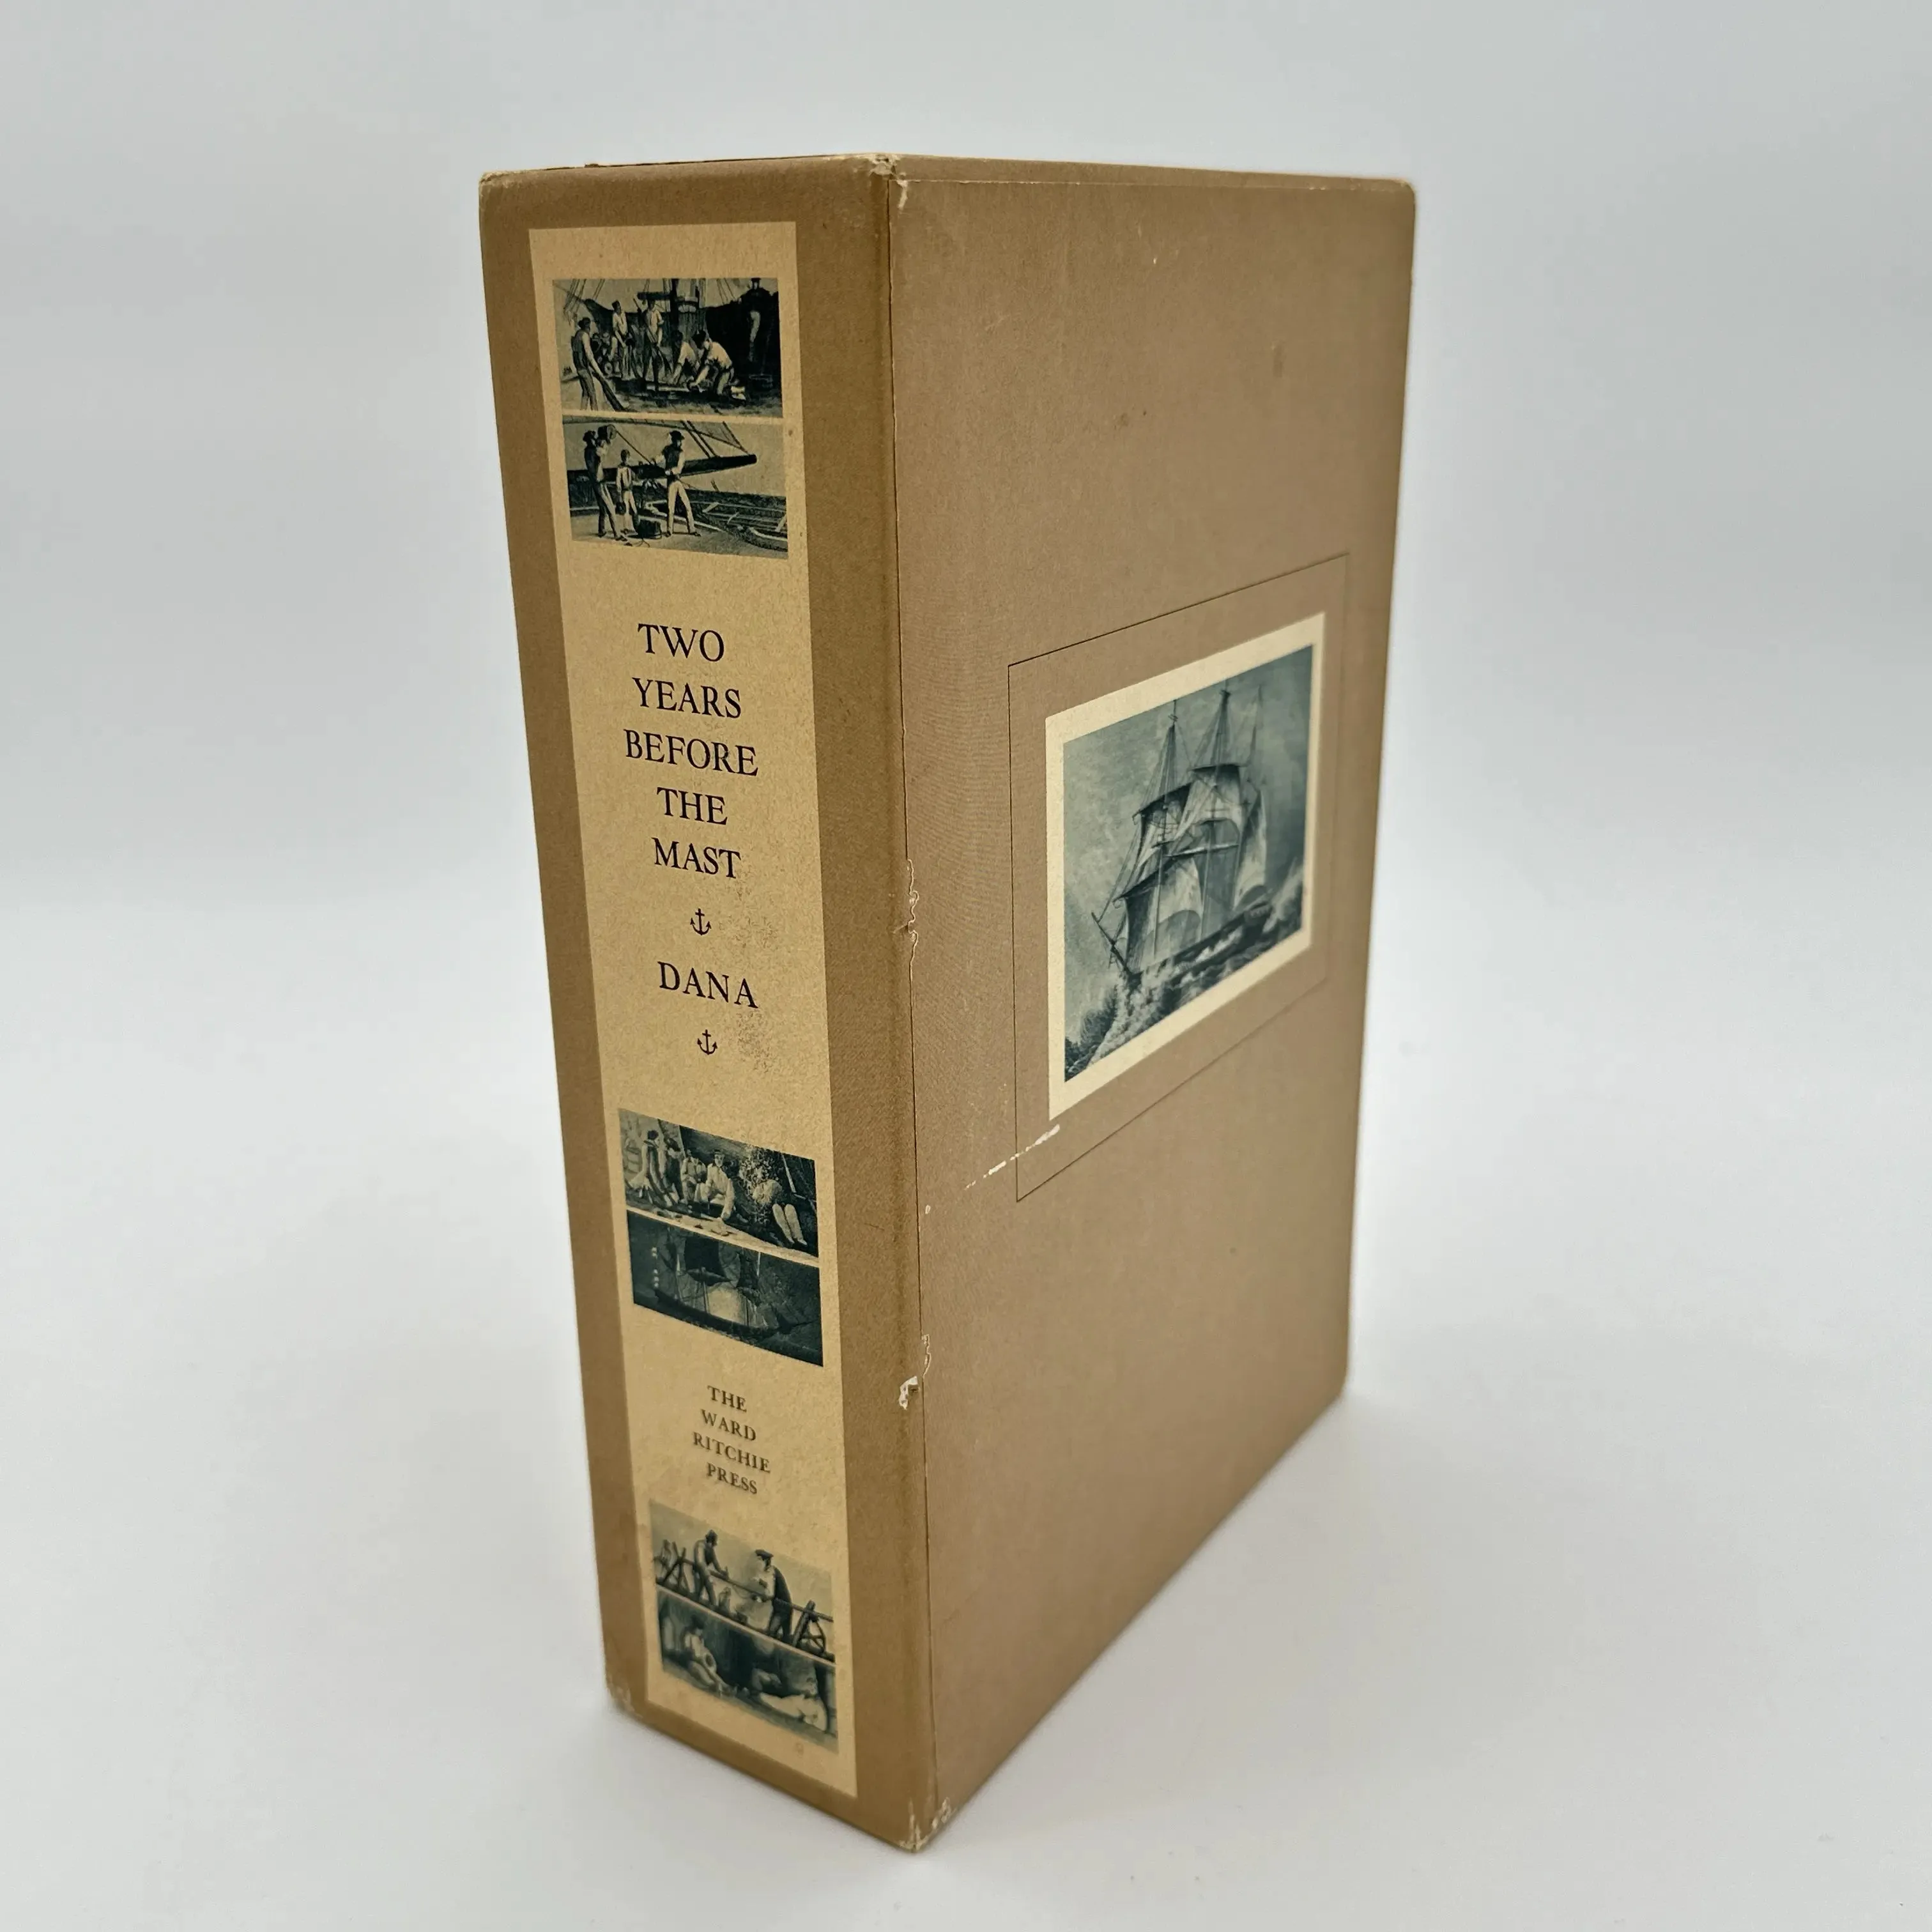 TWO
YEARS
BEFORE
THE
MAST
DANA
THE
WARD
RITCHIE
PRESS